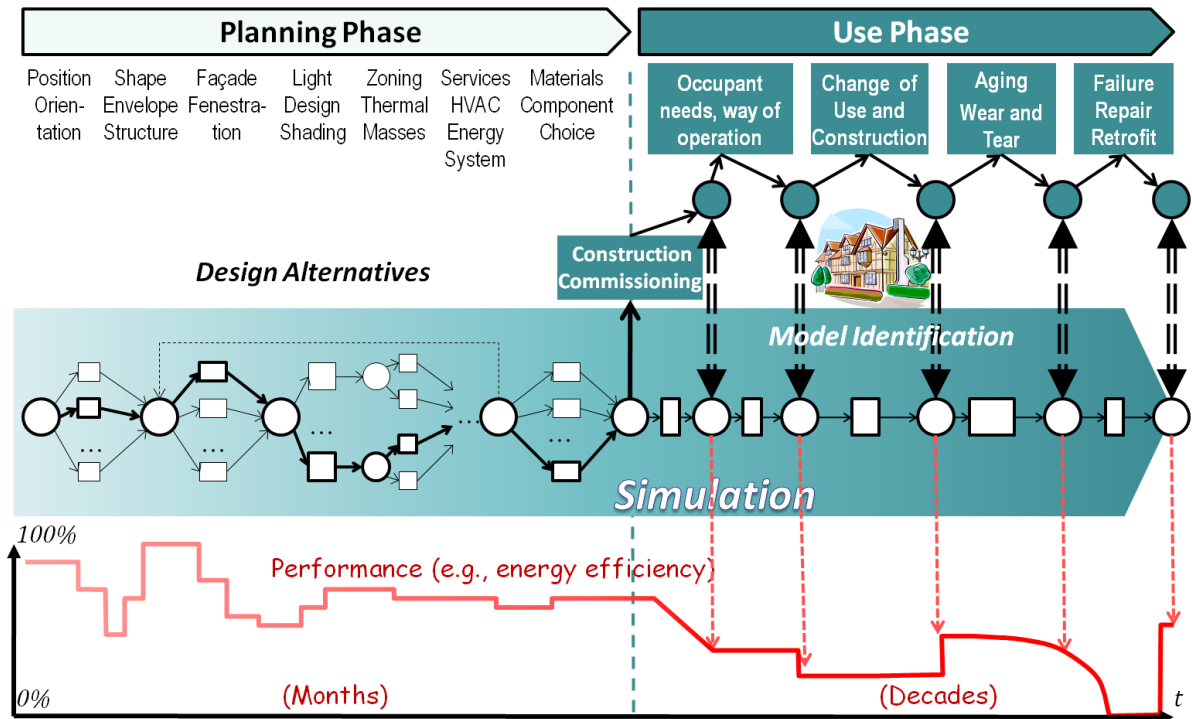 Planning Phase
Use Phase
Position
Orien-
tation
Shape
Envelope
Structure
Façade
Fenestra-
tion
Light
Design
Shading
Zoning
Thermal
Masses
Services
HVAC
Energy
System
Materials
Component
Choice
Occupant
needs, way of
operation
Change of
Use and
Construction
Aging
Wear and
Tear
Failure
Repair
Retrofit
Construction
Commissioning
Design Alternatives
Model Identification
...
...
...
...
...
...
Simulation
100%
Performance (e.g., energy efficiency)
0%
(Months)
(Decades)
t